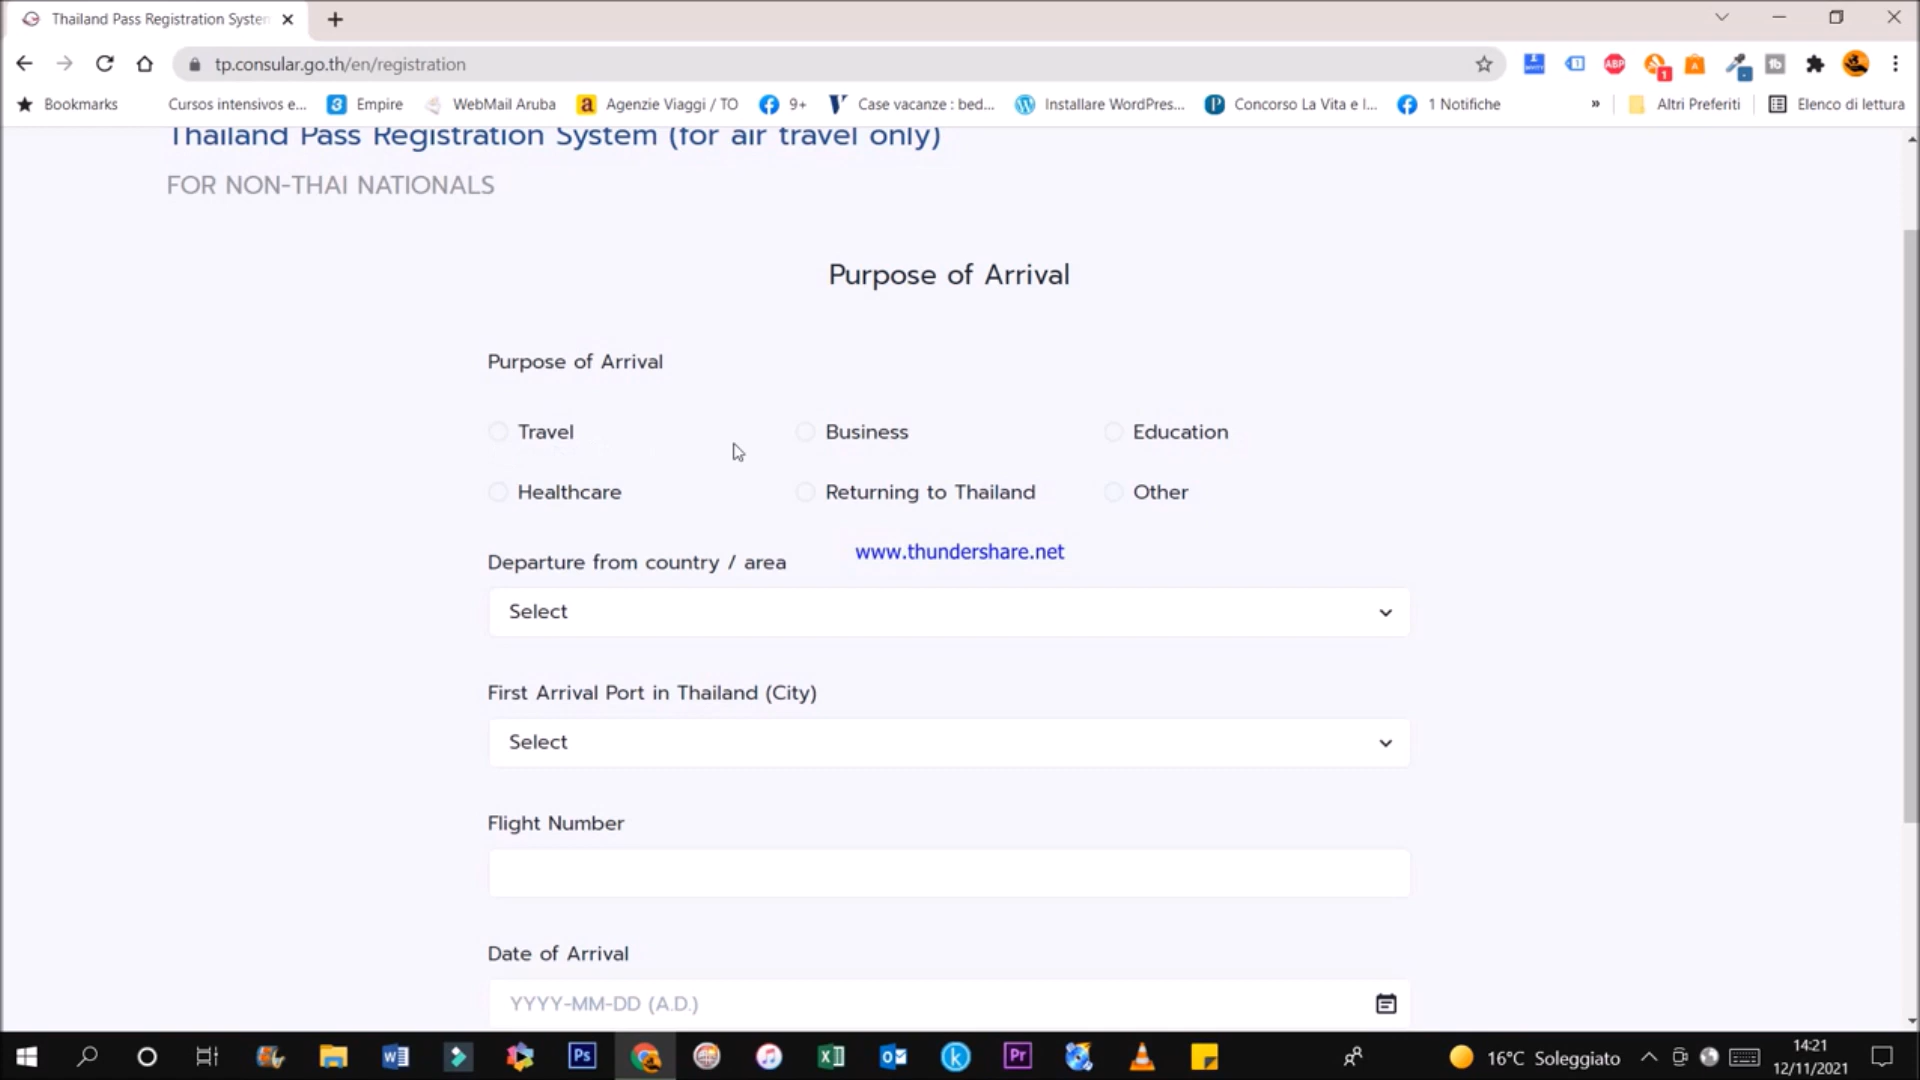 Thailand Pass Registration System
tp.consular.go.th/en/registration
Bookmarks
Cursos intensivos e...
Empire
WebMail Aruba
Agenzie Viaggi / TO
9+
Case vacanze : bed...
Installare WordPres...
Concorso La Vita e l...
1 Notifiche
»
Altri Preferiti
Elenco di lettura
Thailand Pass Registration System (for air travel only)
FOR NON-THAI NATIONALS
Purpose of Arrival
Purpose of Arrival
Travel
Business
Education
Healthcare
Returning to Thailand
Other
www.thundershare.net
Departure from country / area
Select
First Arrival Port in Thailand (City)
Select
Flight Number
Date of Arrival
YYYY-MM-DD (A.D.)
16°C Soleggiato
14:21
12/11/2021